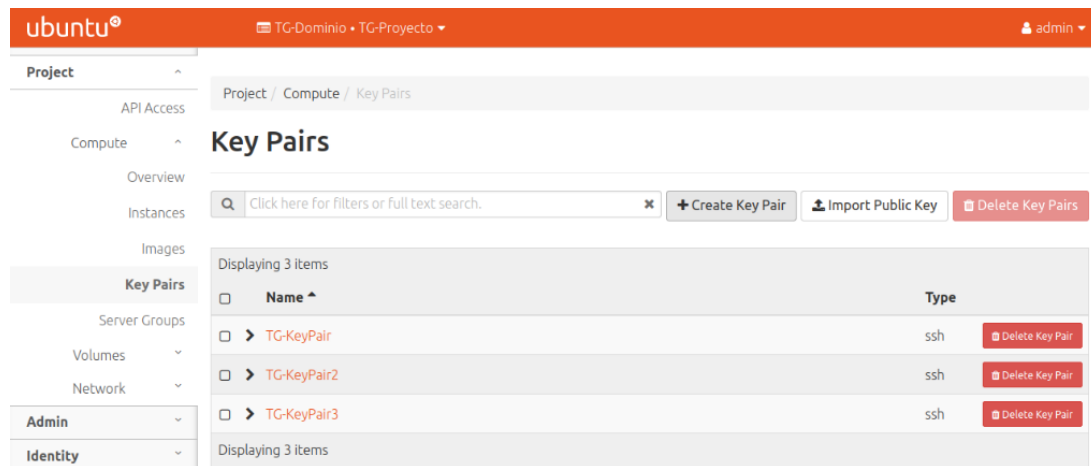 ubuntu
TG-Dominio • TG-Proyecto
admin
Project
API Access
Compute
Overview
Instances
Images
Key Pairs
Server Groups
Volumes
Network
Admin
Identity
Project / Compute / Key Pairs
Key Pairs
Click here for filters or full text search.
Create Key Pair
Import Public Key
Delete Key Pairs
Displaying 3 items
Name Type
TG-KeyPair ssh Delete Key Pair
TG-KeyPair2 ssh Delete Key Pair
TG-KeyPair3 ssh Delete Key Pair
Displaying 3 items